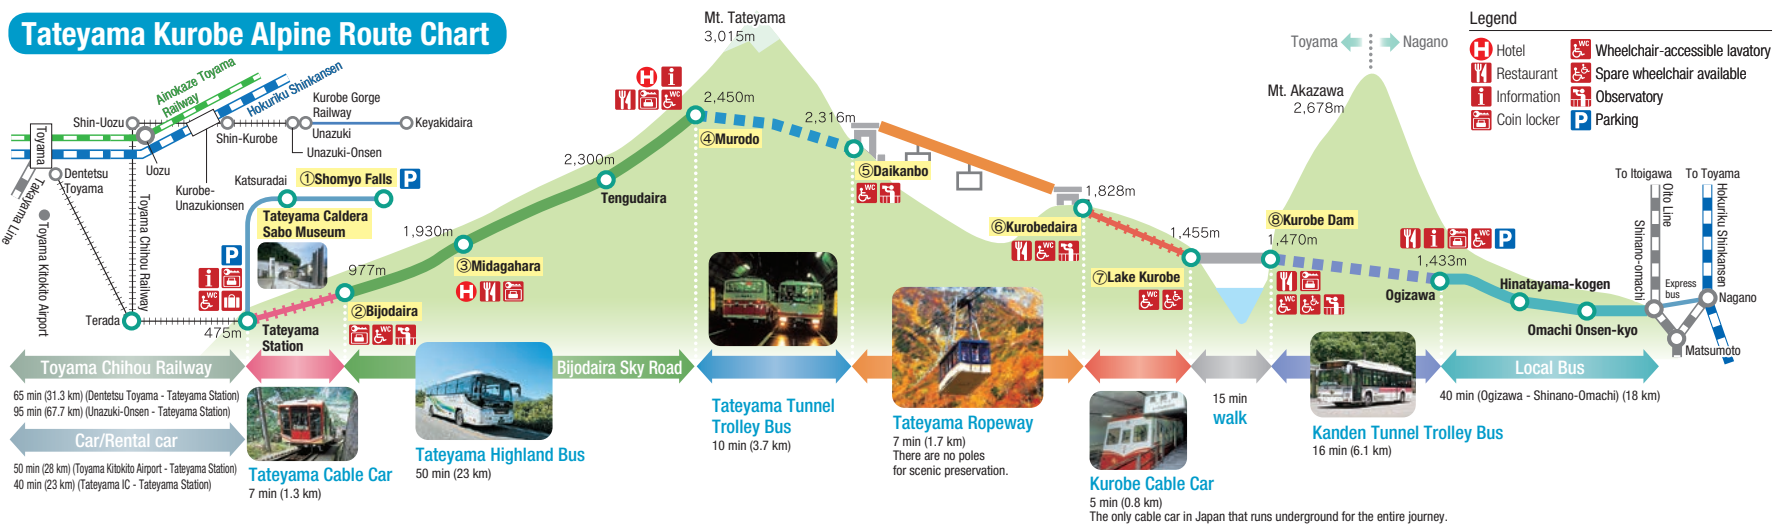 Tateyama Kurobe Alpine Route Chart
Ainokaze Toyama
Railway
Hokuriku Shinkansen
Shin-Uozu
Kurobe Gorge
Railway
Unazuki
Keyakidaira
Shin-Kurobe
Unazuki-Onsen
Toyama
Uozu
Dentetsu
Toyama
Kurobe-
Unazukionsen
Takayama Line
Toyama Kitokito Airport
Toyama Chihou Railway
Terada
Katsuradai
①Shomyo Falls
P
Tateyama Caldera
Sabo Museum
P
i
WC
475m
Tateyama
Station
977m
②Bijodaira
WC
1,930m
③Midagahara
H
2,300m
Tengudaira
H
i
WC
2,450m
④Murodo
Mt. Tateyama
3,015m
2,316m
⑤Daikanbo
WC
1,828m
⑥Kurobedaira
WC
1,455m
⑦Lake Kurobe
WC
⑧Kurobe Dam
1,470m
WC
Toyama
Nagano
Mt. Akazawa
2,678m
i
WC
P
1,433m
Ogizawa
Hinatayama-kogen
Omachi Onsen-kyo
To Itoigawa
Oito Line
Shinano-omachi
To Toyama
Hokuriku Shinkansen
Express
bus
Nagano
Matsumoto
Legend
H Hotel
Restaurant
i Information
Coin locker
WC Wheelchair-accessible lavatory
Spare wheelchair available
Observatory
P Parking
Toyama Chihou Railway
65 min (31.3 km) (Dentetsu Toyama - Tateyama Station)
95 min (67.7 km) (Unazuki-Onsen - Tateyama Station)
Car/Rental car
50 min (28 km) (Toyama Kitokito Airport - Tateyama Station)
40 min (23 km) (Tateyama IC - Tateyama Station)
Tateyama Cable Car
7 min (1.3 km)
Bijodaira Sky Road
Tateyama Highland Bus
50 min (23 km)
Tateyama Tunnel
Trolley Bus
10 min (3.7 km)
Tateyama Ropeway
7 min (1.7 km)
There are no poles
for scenic preservation.
Kurobe Cable Car
5 min (0.8 km)
The only cable car in Japan that runs underground for the entire journey.
15 min
walk
Kanden Tunnel Trolley Bus
16 min (6.1 km)
Local Bus
40 min (Ogizawa - Shinano-Omachi) (18 km)